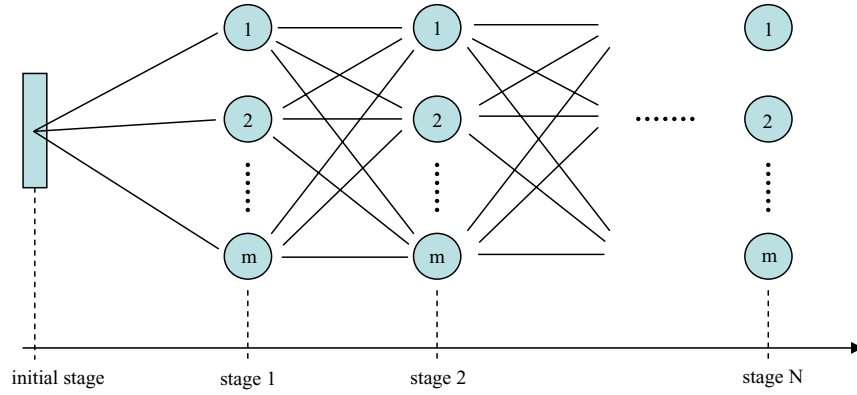 1 1 1
2 2 ....... 2
m m m
initial stage stage 1 stage 2 stage N